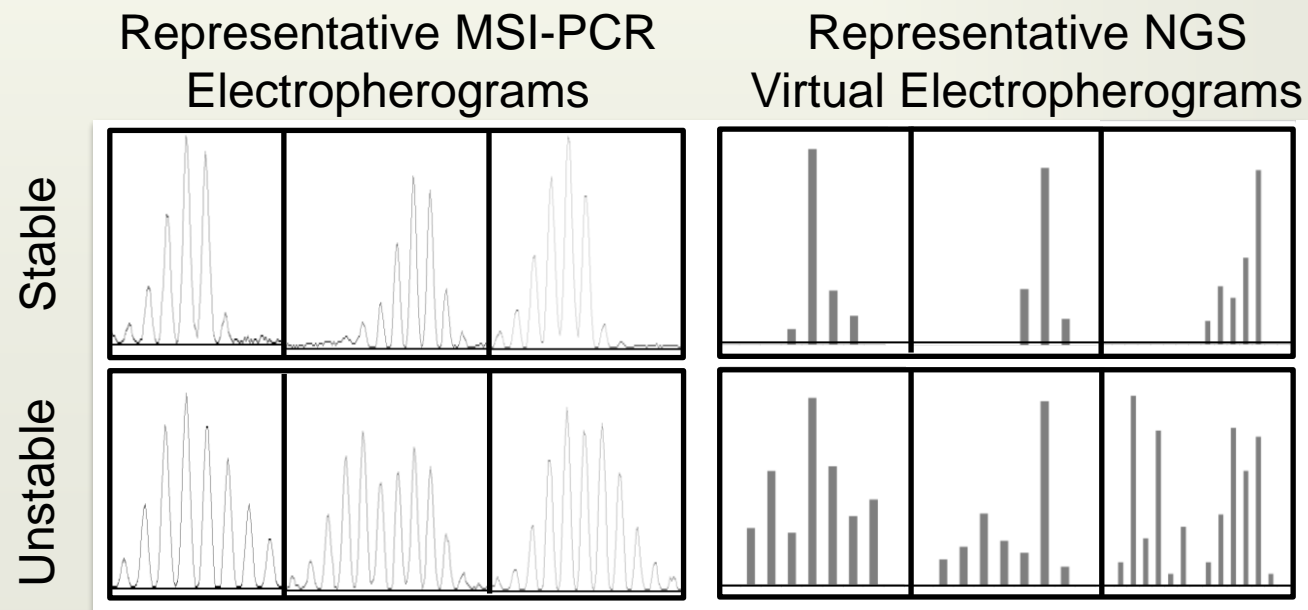 Representative MSI-PCR
Electropherograms
Representative NGS
Virtual Electropherograms
Stable
Unstable